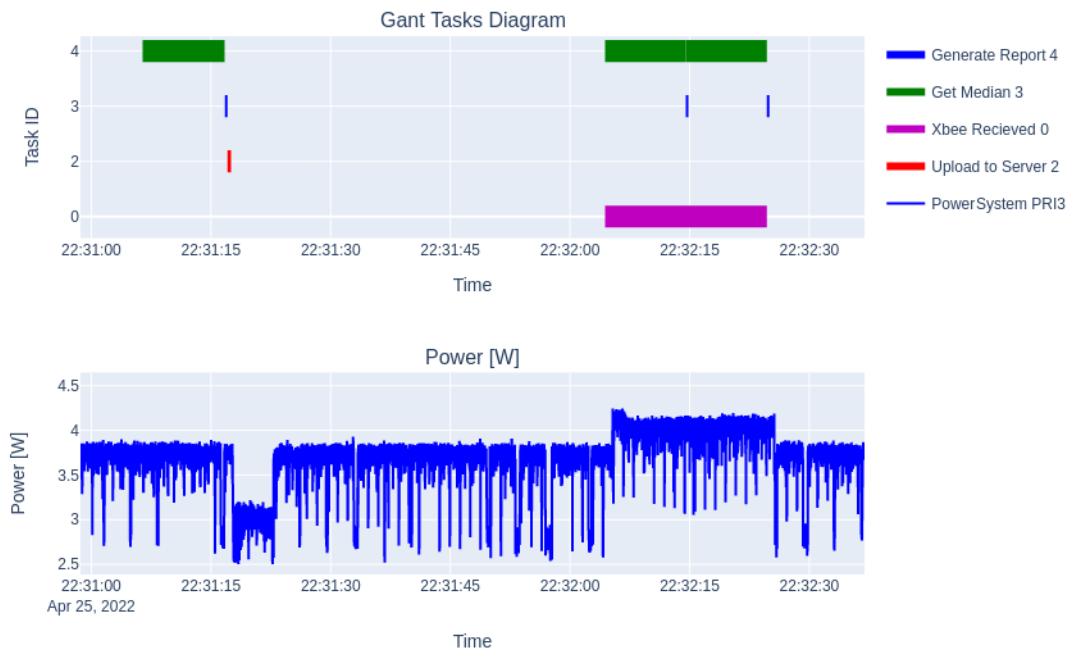 Gant Tasks Diagram
4
3
2
0
Task ID
22:31:00 22:31:15 22:31:30 22:31:45 22:32:00 22:32:15 22:32:30
Time
Generate Report 4
Get Median 3
Xbee Recieved 0
Upload to Server 2
PowerSystem PRI3
Power [W]
4.5
4
3.5
3
2.5
Power [W]
22:31:00 22:31:15 22:31:30 22:31:45 22:32:00 22:32:15 22:32:30
Apr 25, 2022
Time